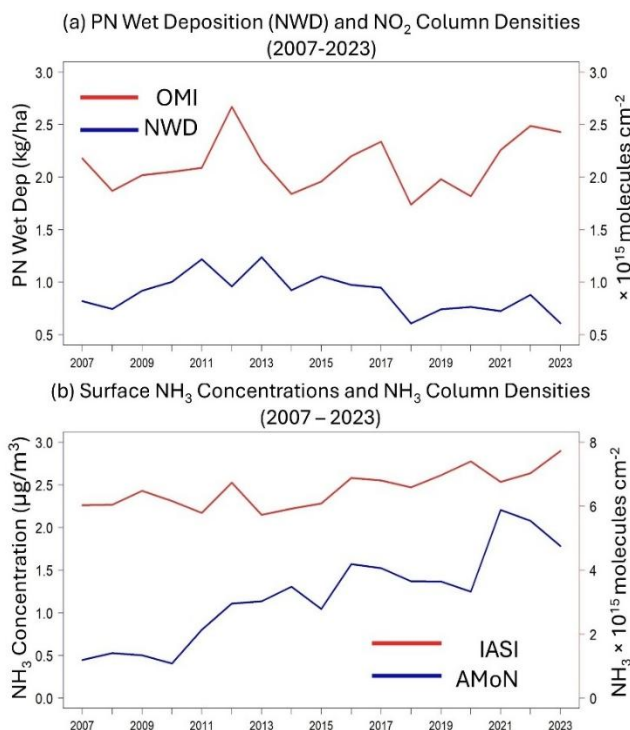 (a) PN Wet Deposition (NWD) and NO₂ Column Densities
(2007-2023)
3.0
2.5
2.0
1.5
1.0
0.5
PN Wet Dep (kg/ha)
OMI
NWD
3.0
2.5
2.0
1.5
1.0
0.5
× 10¹⁵ molecules cm⁻²
2007 2009 2011 2013 2015 2017 2019 2021 2023
(b) Surface NH₃ Concentrations and NH₃ Column Densities
(2007 – 2023)
3.0
2.5
2.0
1.5
1.0
0.5
0.0
NH₃ Concentration (µg/m³)
IASI
AMoN
8
6
4
2
0
NH₃ × 10¹⁵ molecules cm⁻²
2007 2009 2011 2013 2015 2017 2019 2021 2023